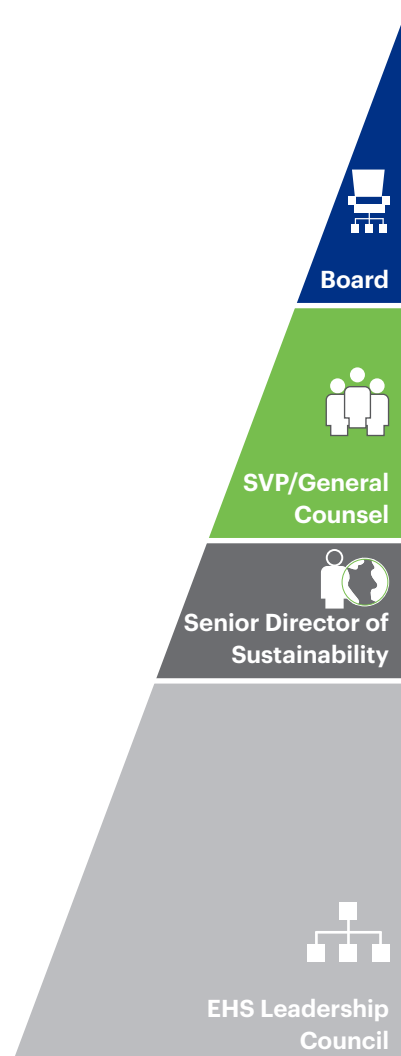 Board
SVP/General
Counsel
Senior Director of
Sustainability
EHS Leadership
Council